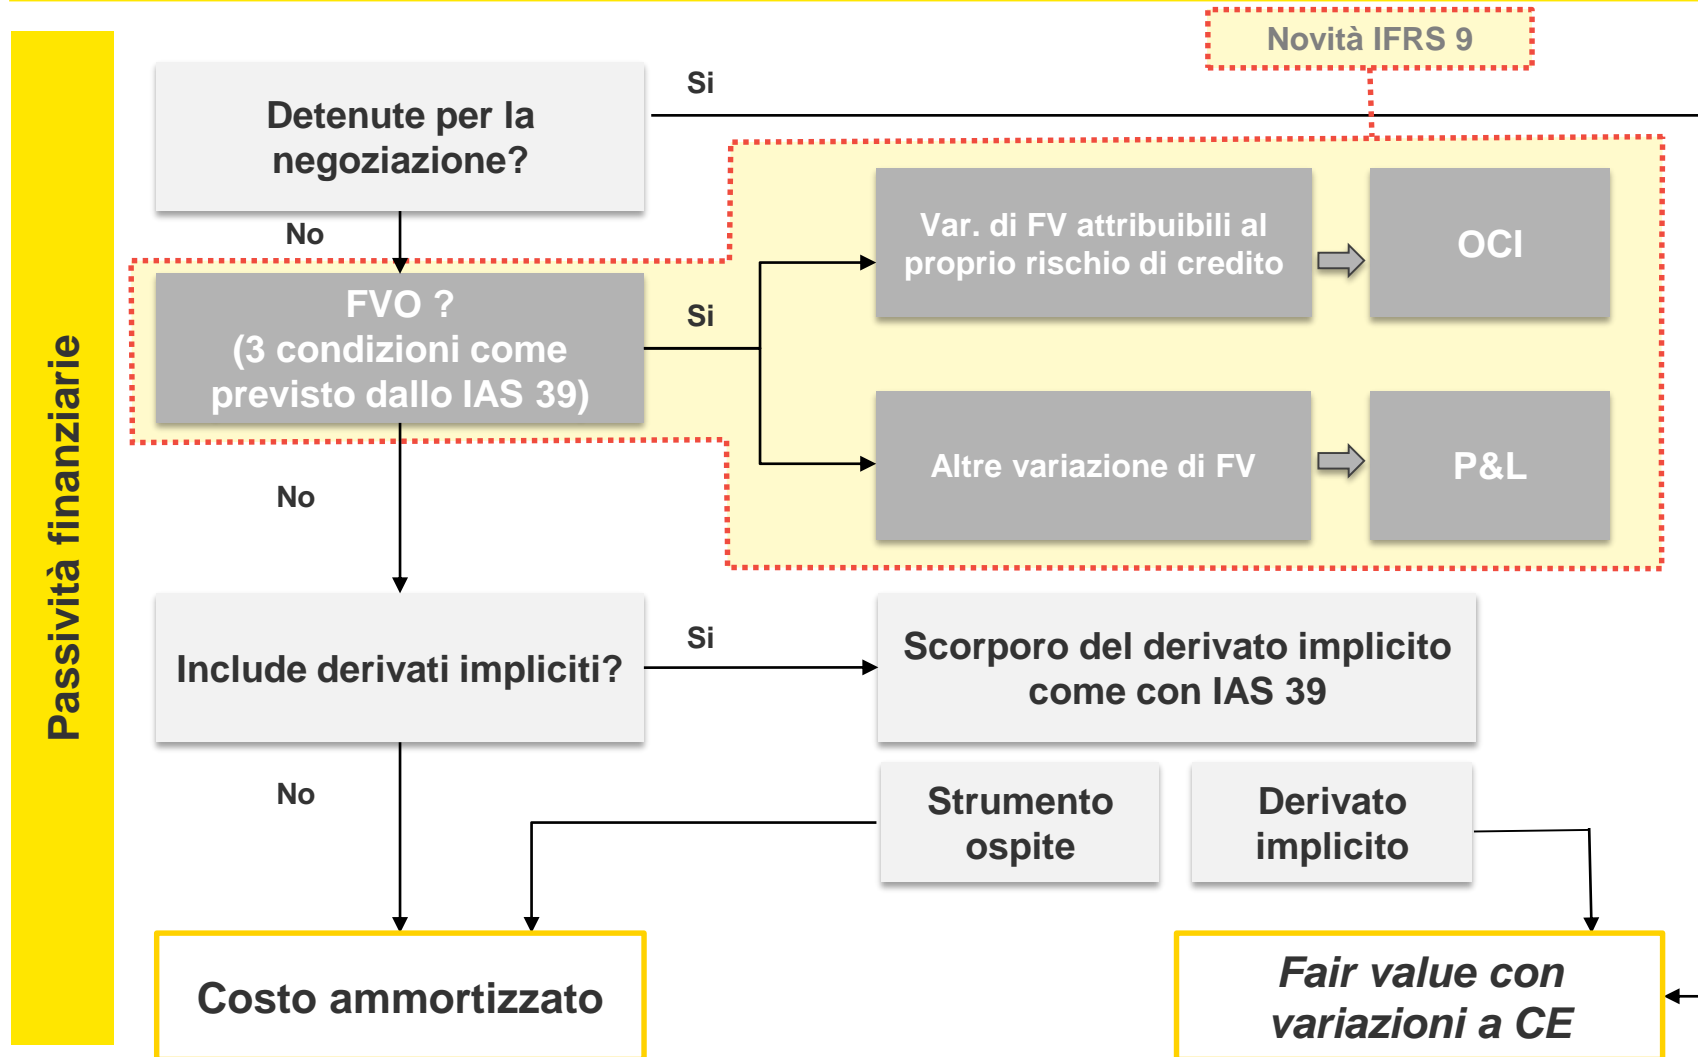 Novità IFRS 9
Si
Detenute per la
negoziazione?
No
Var. di FV attribuibili al
proprio rischio di credito
OCI
FVO ?
(3 condizioni come
previsto dallo IAS 39)
Si
Altre variazione di FV
P&L
No
Passività finanziarie
Include derivati impliciti?
Si
Scorporo del derivato implicito
come con IAS 39
No
Strumento
ospite
Derivato
implicito
Costo ammortizzato
Fair value con
variazioni a CE